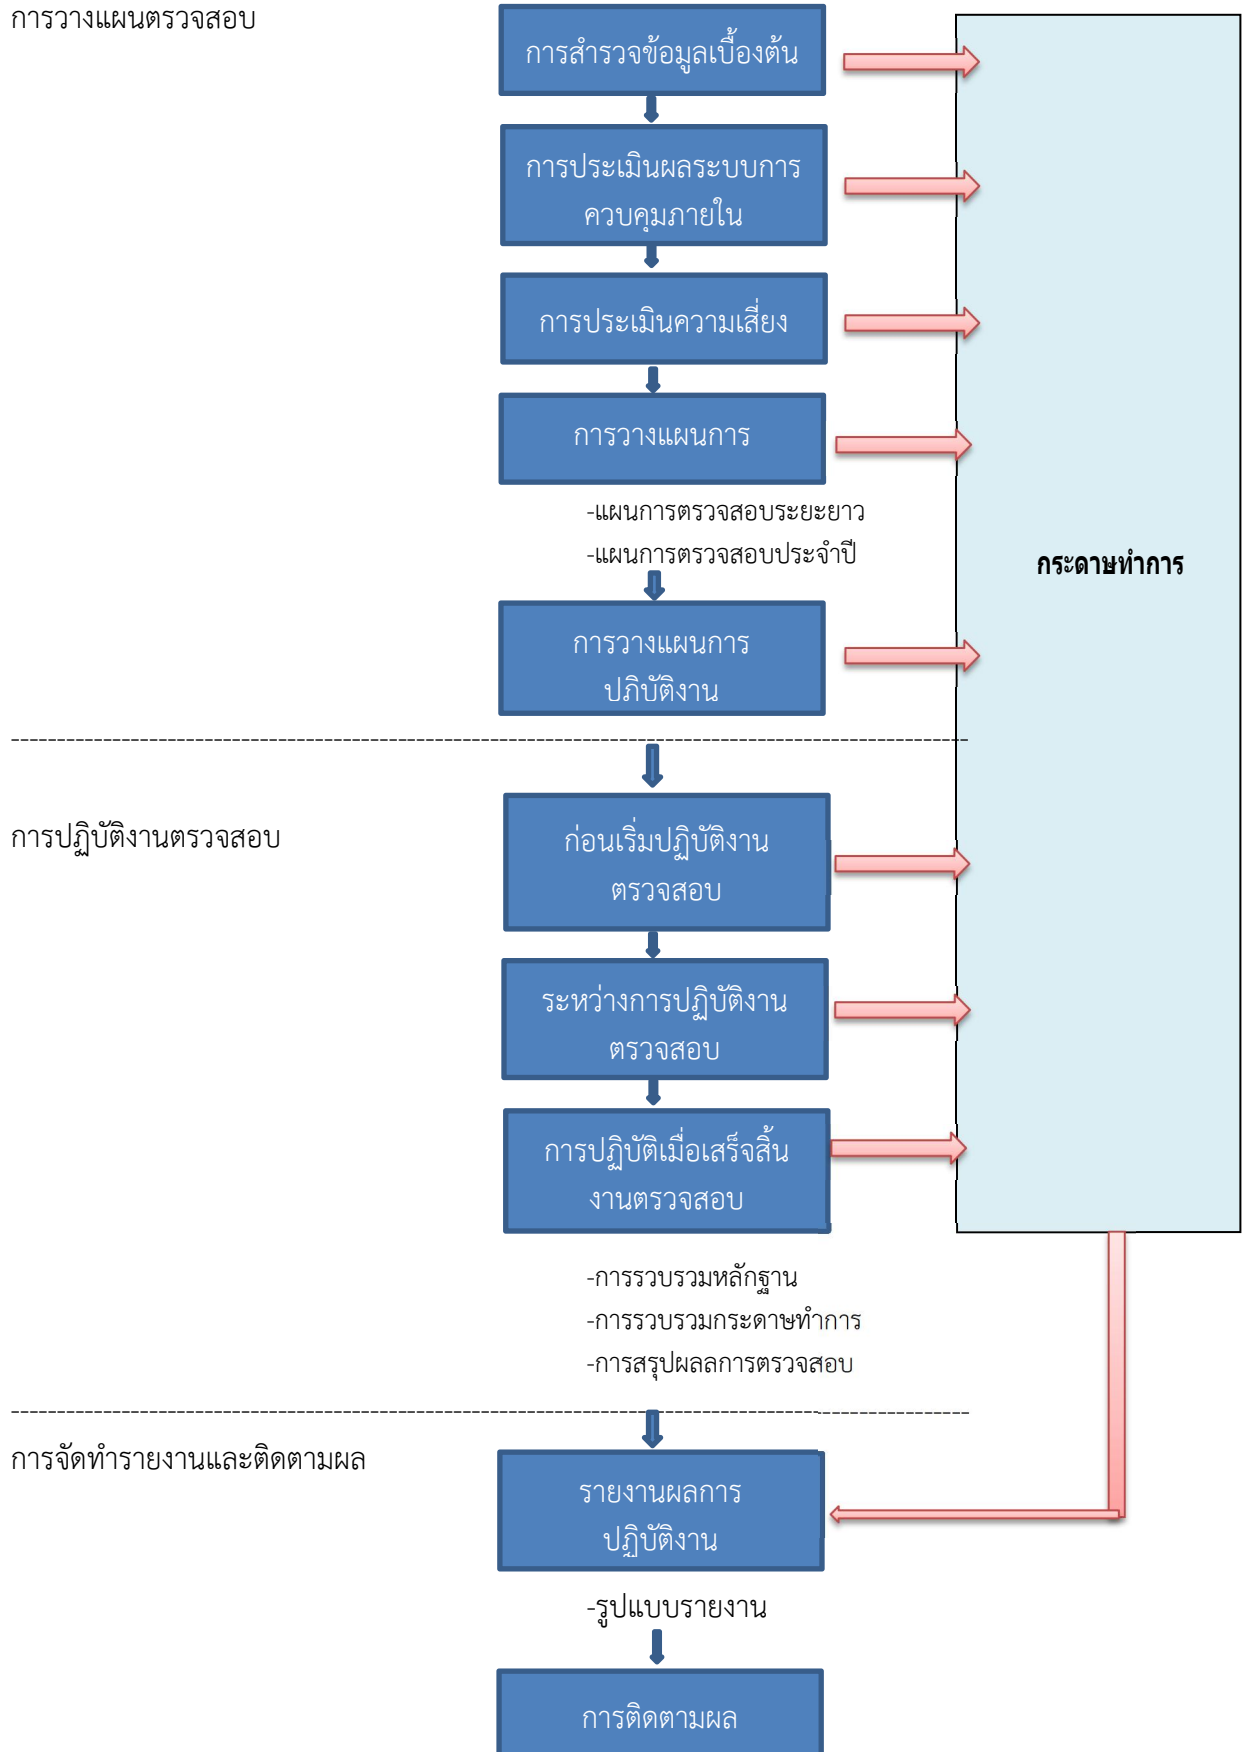 การวางแผนตรวจสอบ
การสำรวจข้อมูลเบื้องต้น
การประเมินผลระบบการ
ควบคุมภายใน
การประเมินความเสี่ยง
การวางแผนการ
-แผนการตรวจสอบระยะยาว
-แผนการตรวจสอบประจำปี
กระดาษทำการ
การวางแผนการ
ปฏิบัติงาน
การปฏิบัติงานตรวจสอบ
ก่อนเริ่มปฏิบัติงาน
ตรวจสอบ
ระหว่างการปฏิบัติงาน
ตรวจสอบ
การปฏิบัติเมื่อเสร็จสิ้น
งานตรวจสอบ
-การรวบรวมหลักฐาน
-การรวบรวมกระดาษทำการ
-การสรุปผลลการตรวจสอบ
การจัดทำรายงานและติดตามผล
รายงานผลการ
ปฏิบัติงาน
-รูปแบบรายงาน
การติดตามผล